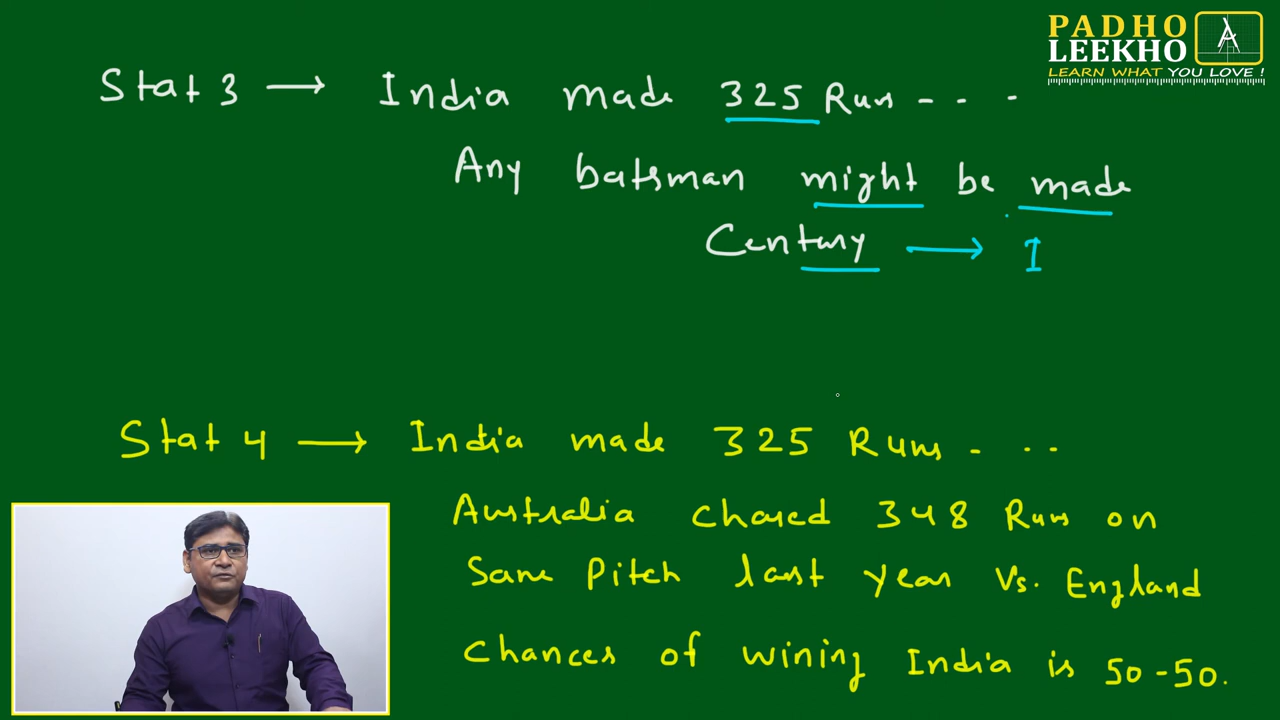 PADHO
LEEKHO
LEARN WHAT YOU LOVE !
Stat 3 → India made 325 Run - - -
Any batsman might be made
Century → I
Stat 4 → India made 325 Runs - - -
Australia chased 348 Runs on
Same Pitch last year Vs. England
Chances of wining India is 50-50.